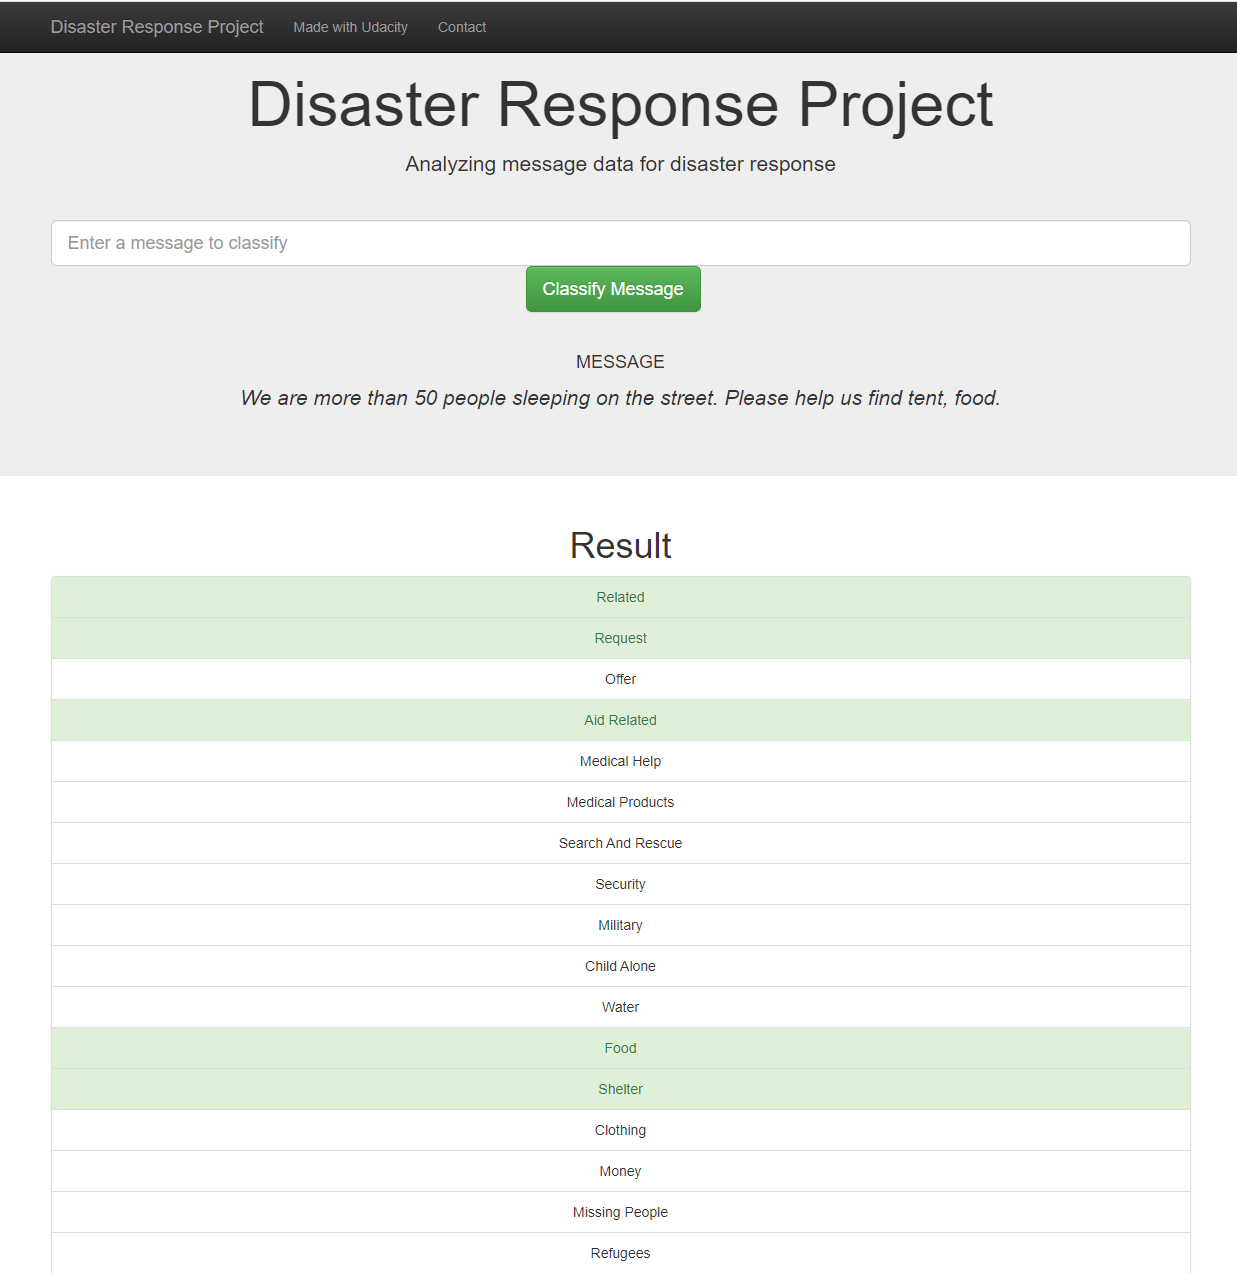 Disaster Response Project Made with Udacity Contact
Disaster Response Project
Analyzing message data for disaster response
Enter a message to classify
Classify Message
MESSAGE
We are more than 50 people sleeping on the street. Please help us find tent, food.
Result
Related
Request
Offer
Aid Related
Medical Help
Medical Products
Search And Rescue
Security
Military
Child Alone
Water
Food
Shelter
Clothing
Money
Missing People
Refugees